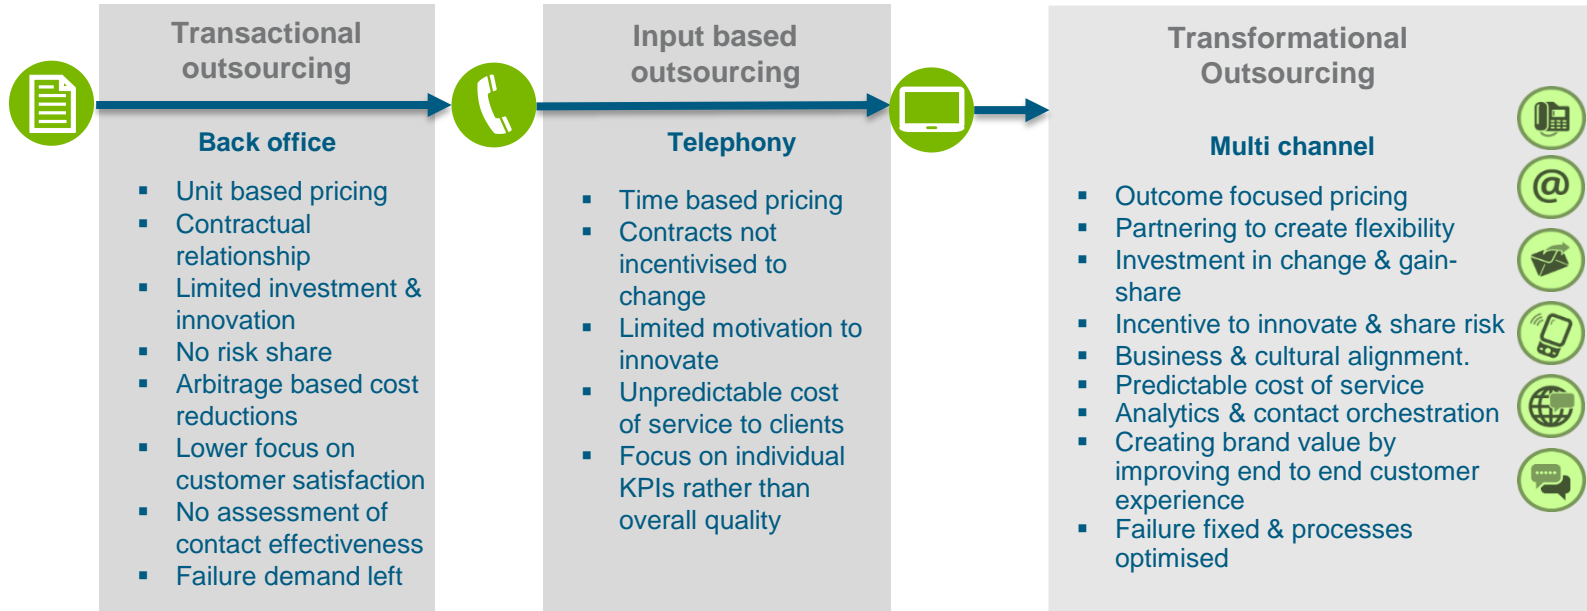 Transactional
outsourcing
Back office
▪ Unit based pricing
▪ Contractual
relationship
▪ Limited investment &
innovation
▪ No risk share
▪ Arbitrage based cost
reductions
▪ Lower focus on
customer satisfaction
▪ No assessment of
contact effectiveness
▪ Failure demand left
Input based
outsourcing
Telephony
▪ Time based pricing
▪ Contracts not
incentivised to
change
▪ Limited motivation to
innovate
▪ Unpredictable cost
of service to clients
▪ Focus on individual
KPIs rather than
overall quality
Transformational
Outsourcing
Multi channel
▪ Outcome focused pricing
▪ Partnering to create flexibility
▪ Investment in change & gain-
share
▪ Incentive to innovate & share risk
▪ Business & cultural alignment.
▪ Predictable cost of service
▪ Analytics & contact orchestration
▪ Creating brand value by
improving end to end customer
experience
▪ Failure fixed & processes
optimised
@